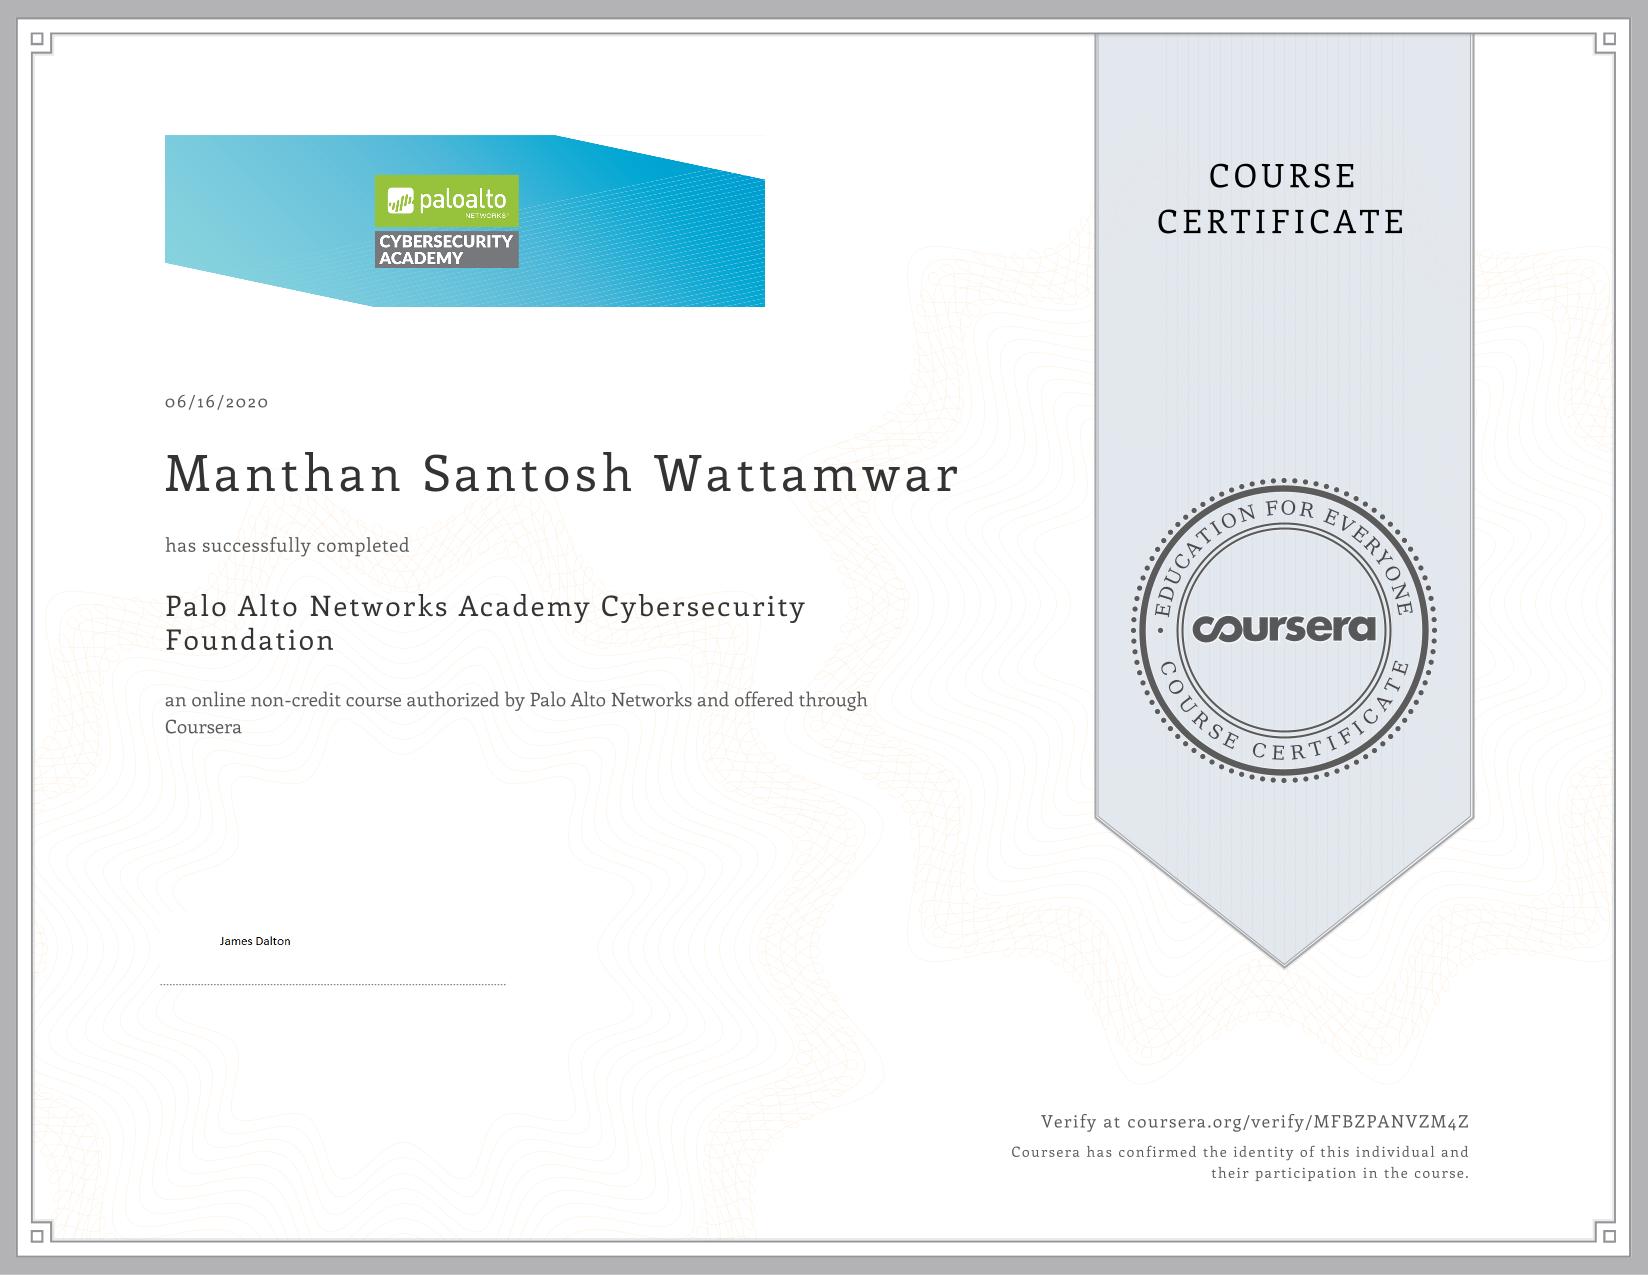 paloalto
NETWORKS
CYBERSECURITY
ACADEMY
COURSE
CERTIFICATE
06/16/2020
Manthan Santosh Wattamwar
has successfully completed
Palo Alto Networks Academy Cybersecurity
Foundation
an online non-credit course authorized by Palo Alto Networks and offered through
Coursera
EDUCATION FOR EVERYONE
coursera
COURSE CERTIFICATE
James Dalton
Verify at coursera.org/verify/MFBZPANVZM4Z
Coursera has confirmed the identity of this individual and
their participation in the course.